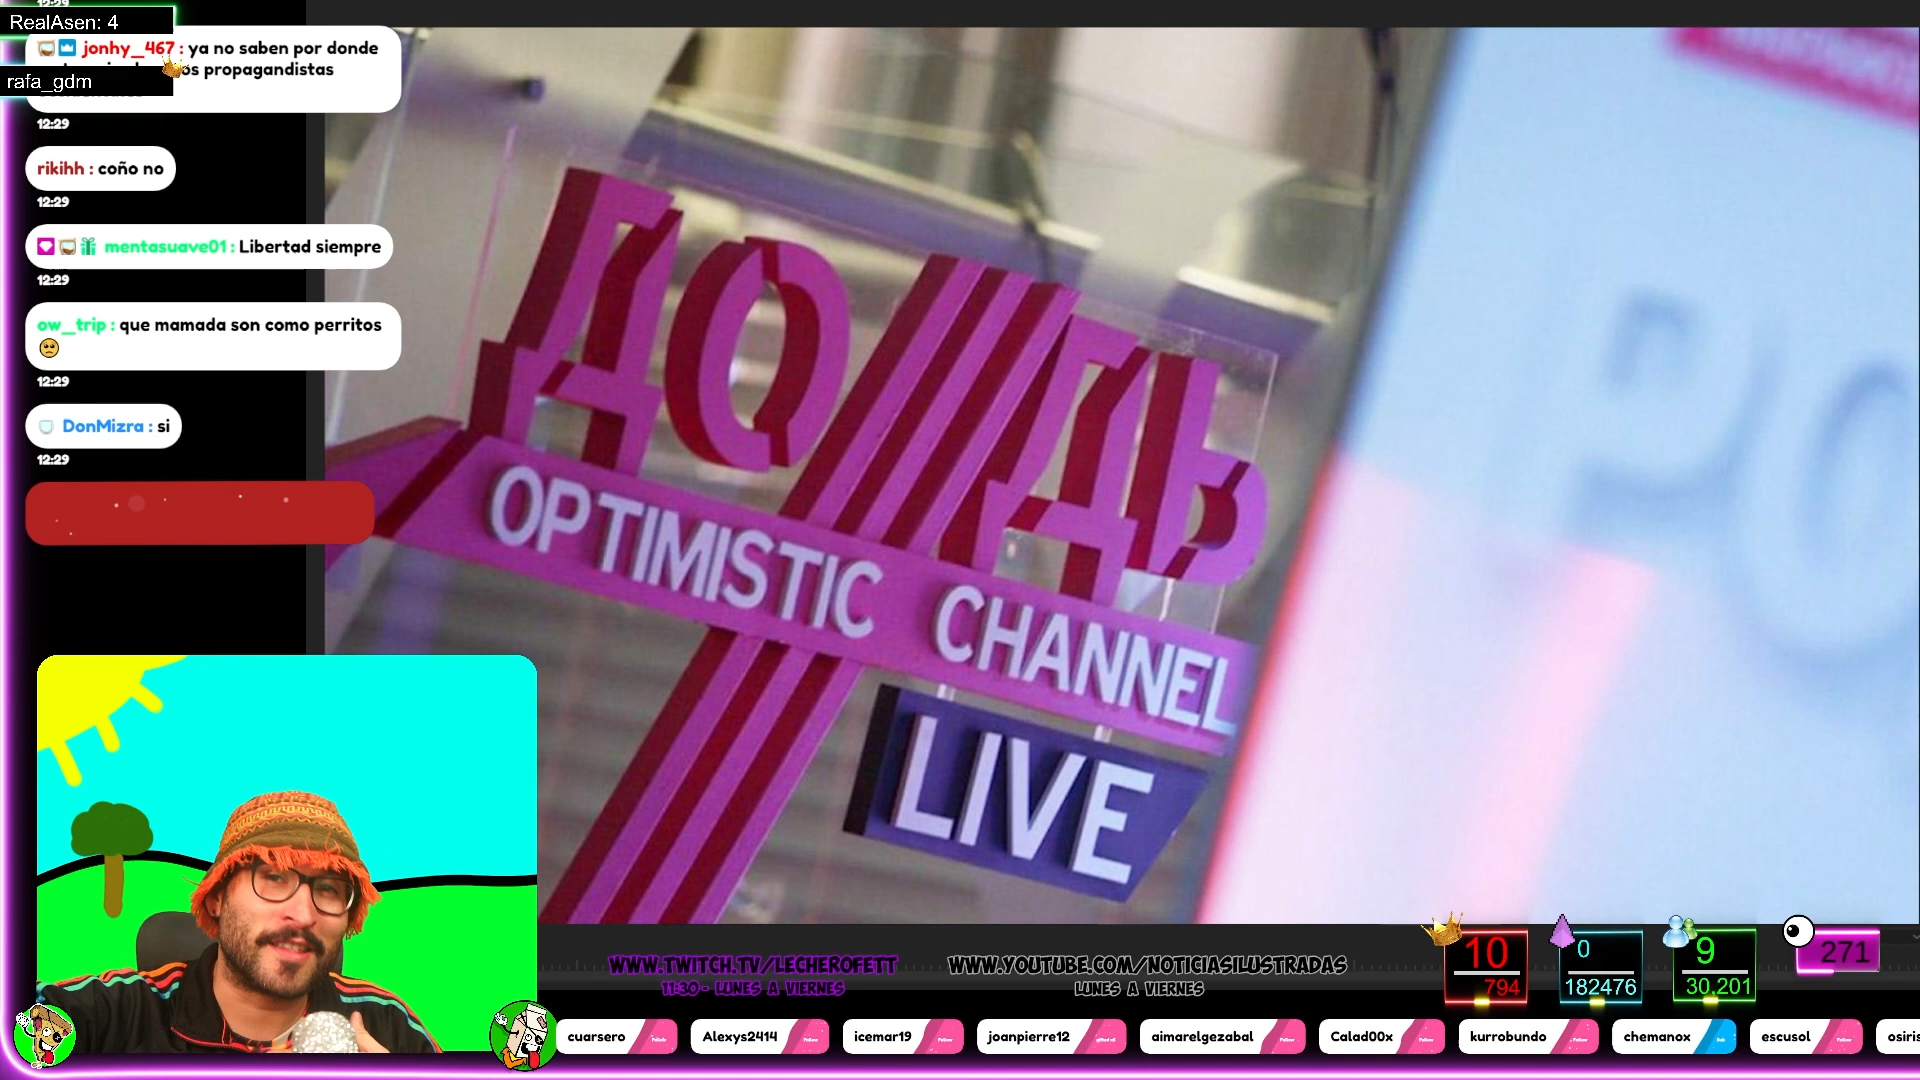 RealAsen: 4
jonhy_467 : ya no saben por donde
os propagandistas
rafa_gdm
12:29
rikihh : coño no
12:29
mentasuave01 : Libertad siempre
12:29
ow_trip : que mamada son como perritos
12:29
DonMizra : si
12:29
ДОЖДЬ
OPTIMISTIC CHANNEL
LIVE
WWW.TWITCH.TV/LECHEROFETT
11:30 - LUNES A VIERNES
WWW.YOUTUBE.COM/NOTICIASILUSTRADAS
LUNES A VIERNES
10
794
0
182476
9
30,201
271
cuarsero
Alexys2414
icemar19
joanpierre12
aimarelgezabal
Calad00x
kurrobundo
chemanox
escusol
osiris